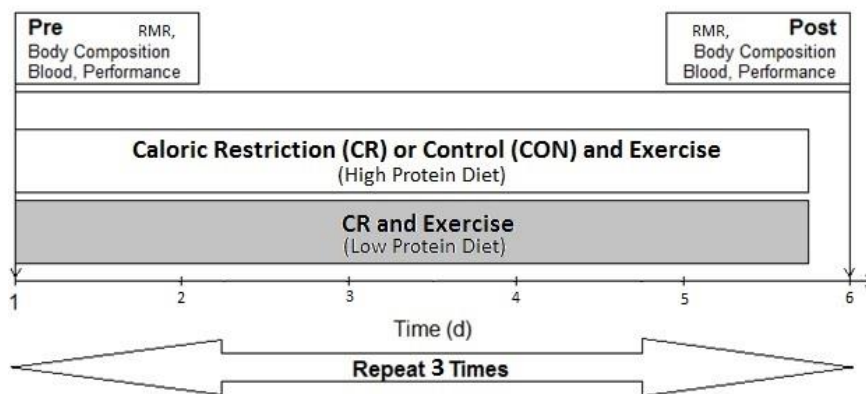 Pre RMR,
Body Composition
Blood, Performance
RMR, Post
Body Composition
Blood, Performance
Caloric Restriction (CR) or Control (CON) and Exercise
(High Protein Diet)
CR and Exercise
(Low Protein Diet)
1 2 3 4 5 6
Time (d)
Repeat 3 Times